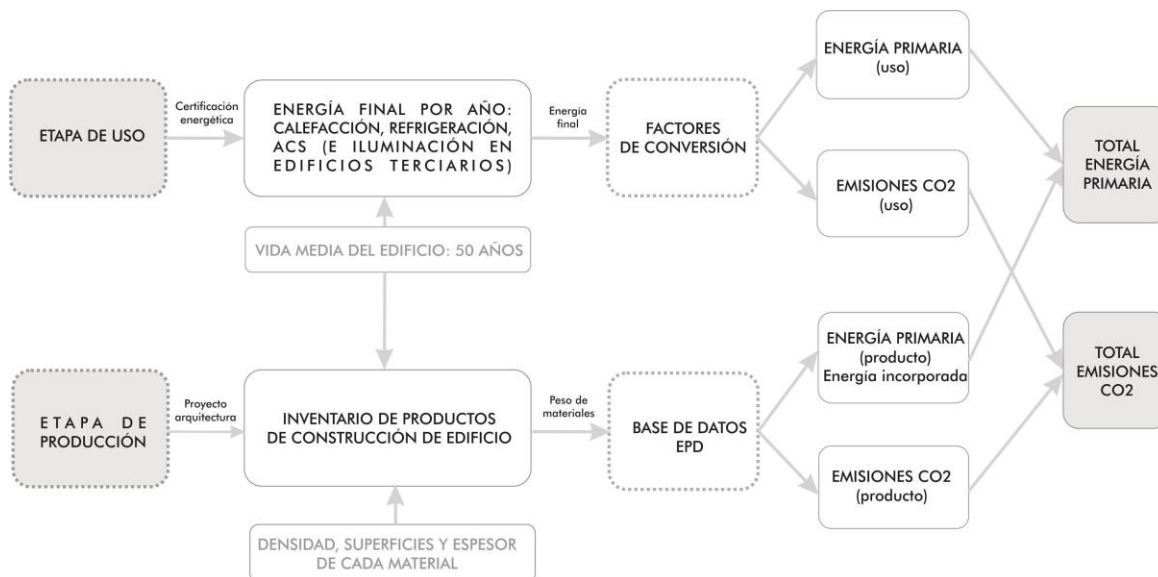 ETAPA DE USO
Certificación
energética
ENERGÍA FINAL POR AÑO:
CALEFACCIÓN, REFRIGERACIÓN,
ACS (E ILUMINACIÓN EN
EDIFICIOS TERCIARIOS)
Energía
final
FACTORES
DE CONVERSIÓN
ENERGÍA PRIMARIA
(uso)
EMISIONES CO2
(uso)
TOTAL
ENERGÍA
PRIMARIA
VIDA MEDIA DEL EDIFICIO: 50 AÑOS
ETAPA DE
PRODUCCIÓN
Proyecto
arquitectura
INVENTARIO DE PRODUCTOS
DE CONSTRUCCIÓN DE EDIFICIO
Peso de
materiales
BASE DE DATOS
EPD
ENERGÍA PRIMARIA
(producto)
Energía incorporada
EMISIONES CO2
(producto)
TOTAL
EMISIONES
CO2
DENSIDAD, SUPERFICIES Y ESPESOR
DE CADA MATERIAL